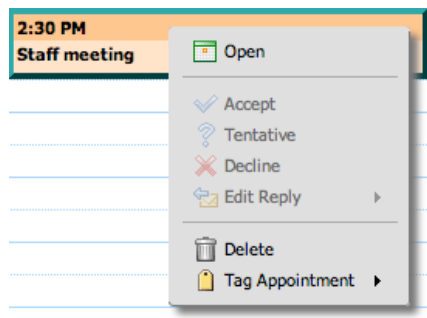 2:30 PM
Staff meeting
Open
Accept
Tentative
Decline
Edit Reply
Delete
Tag Appointment